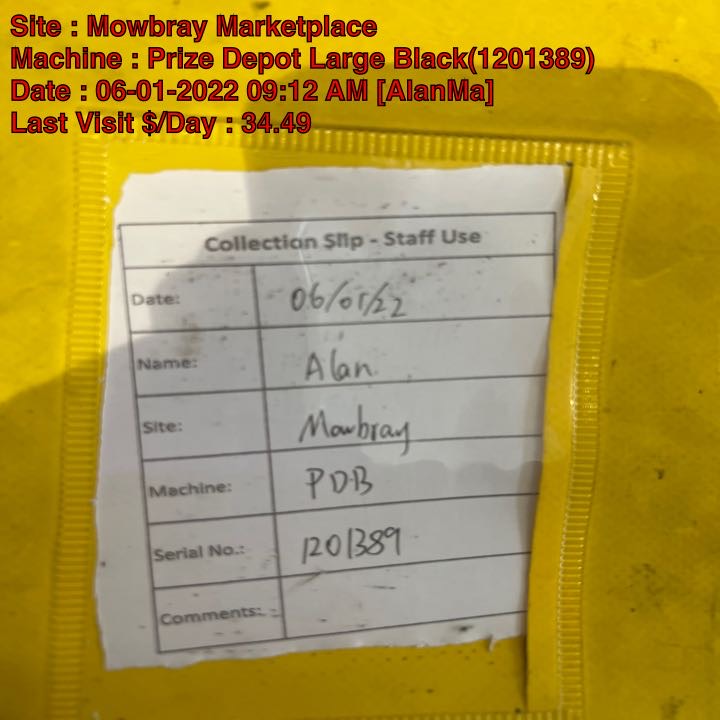 Site : Mowbray Marketplace
Machine : Prize Depot Large Black(1201389)
Date : 06-01-2022 09:12 AM [AlanMa]
Last Visit $/Day : 34.49
Collection Slip - Staff Use
Date: 06/01/22
Name: Alan
Site: Mowbray
Machine: PDB
Serial No.: 1201389
Comments: